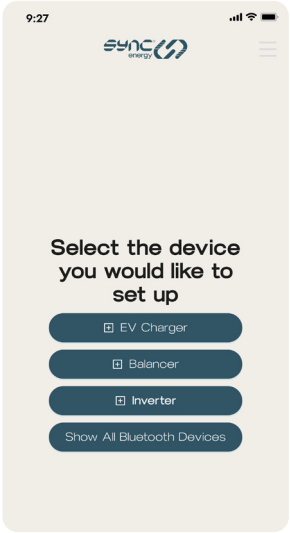 9:27
sync
energy
Select the device
you would like to
set up
EV Charger
Balancer
Inverter
Show All Bluetooth Devices